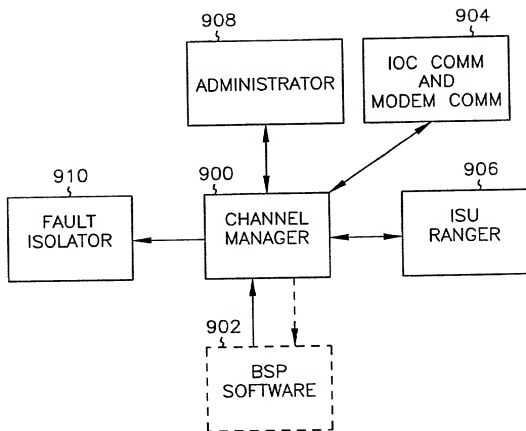 908
ADMINISTRATOR
904
IOC COMM
AND
MODEM COMM
910
FAULT
ISOLATOR
900
CHANNEL
MANAGER
906
ISU
RANGER
902
BSP
SOFTWARE